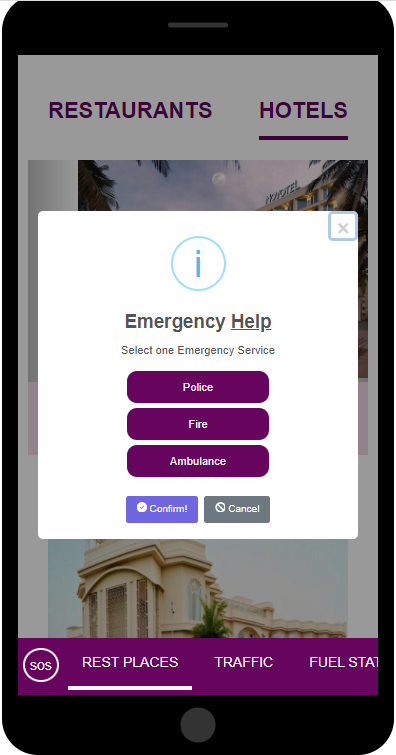 RESTAURANTS HOTELS
NOVOTEL
×
i
Emergency Help
Select one Emergency Service
Police
Fire
Ambulance
Confirm! Cancel
SOS REST PLACES TRAFFIC FUEL STAT